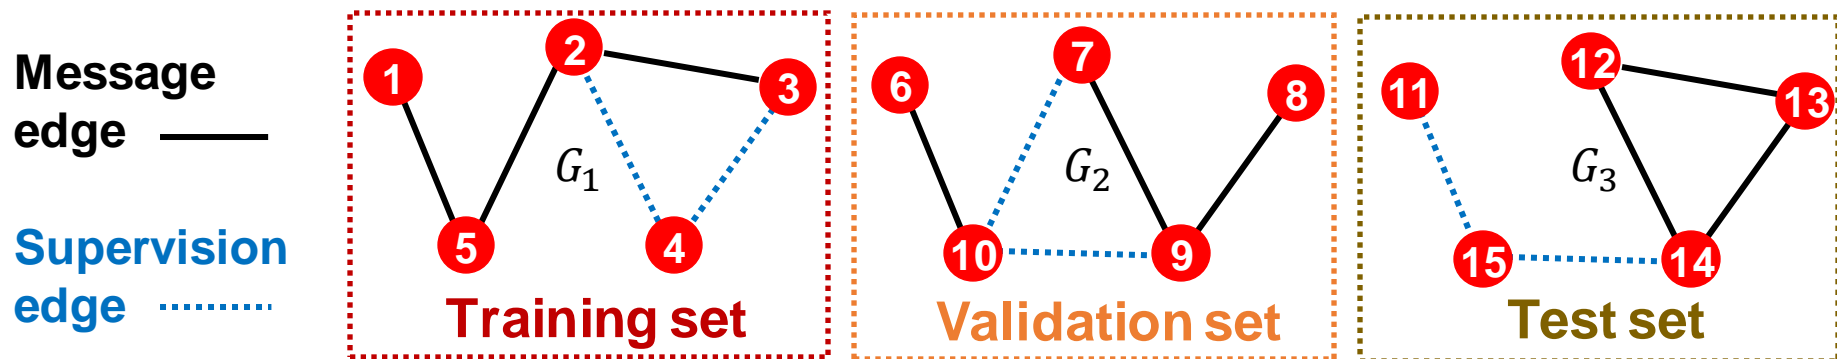 Message
edge
Supervision
edge
1
2
3
G1
5
4
Training set
6
7
8
G2
10
9
Validation set
11
12
13
G3
15
14
Test set